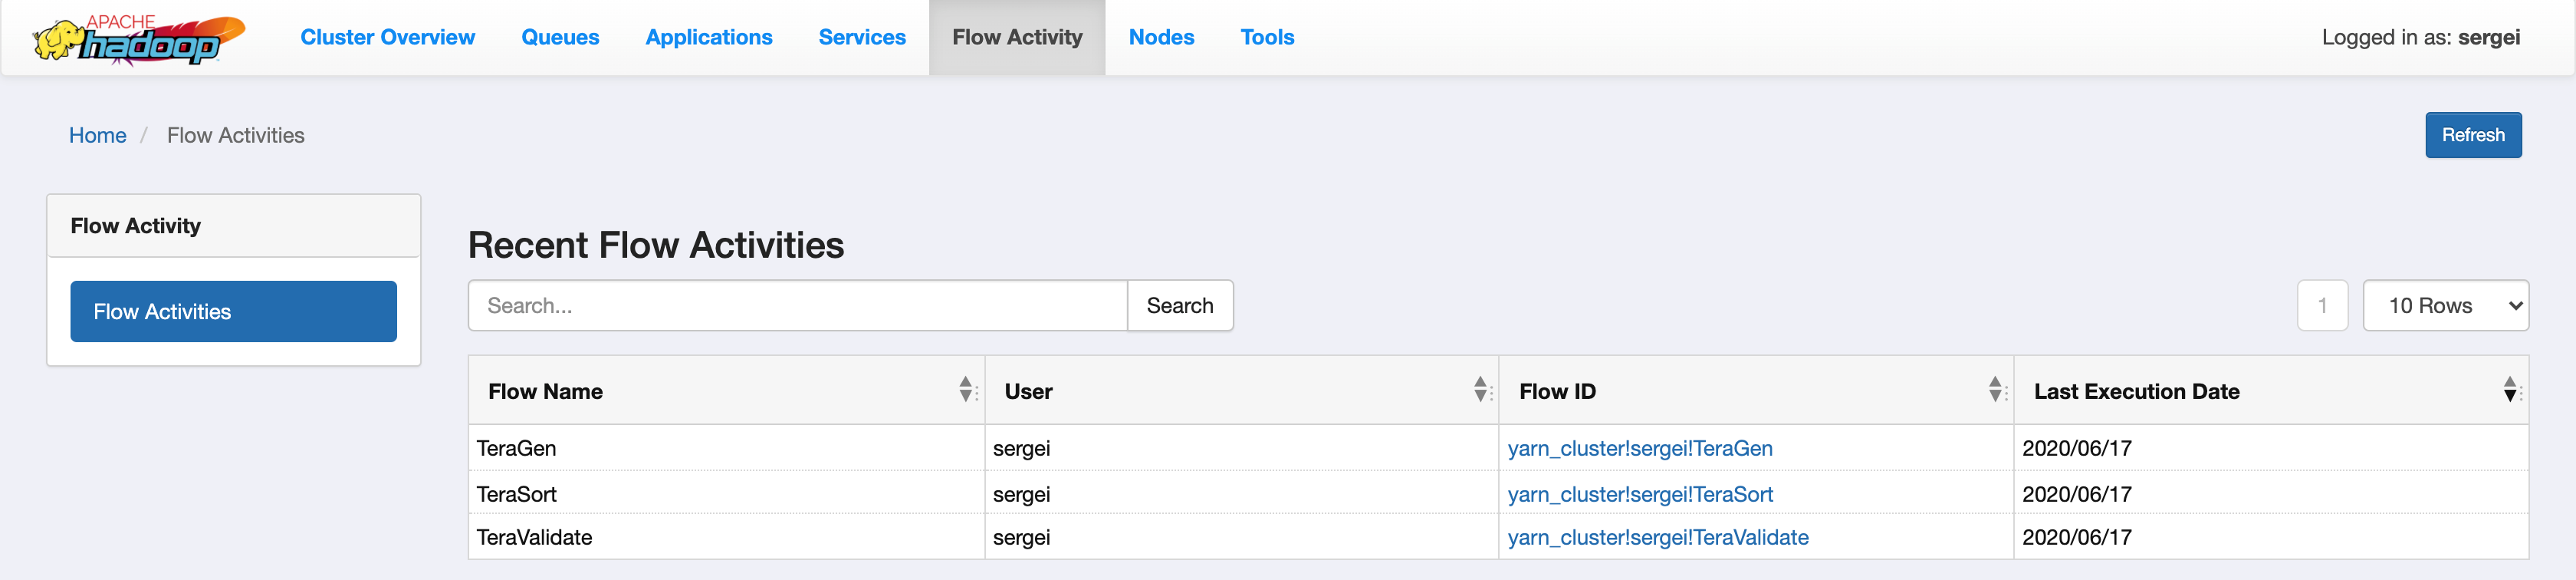 APACHE
hadoop
Cluster Overview Queues Applications Services Flow Activity Nodes Tools Logged in as: sergei
Home / Flow Activities Refresh
Flow Activity
Flow Activities
Recent Flow Activities
Search... Search 1 10 Rows
Flow Name User Flow ID Last Execution Date
TeraGen sergei yarn_cluster!sergei!TeraGen 2020/06/17
TeraSort sergei yarn_cluster!sergei!TeraSort 2020/06/17
TeraValidate sergei yarn_cluster!sergei!TeraValidate 2020/06/17